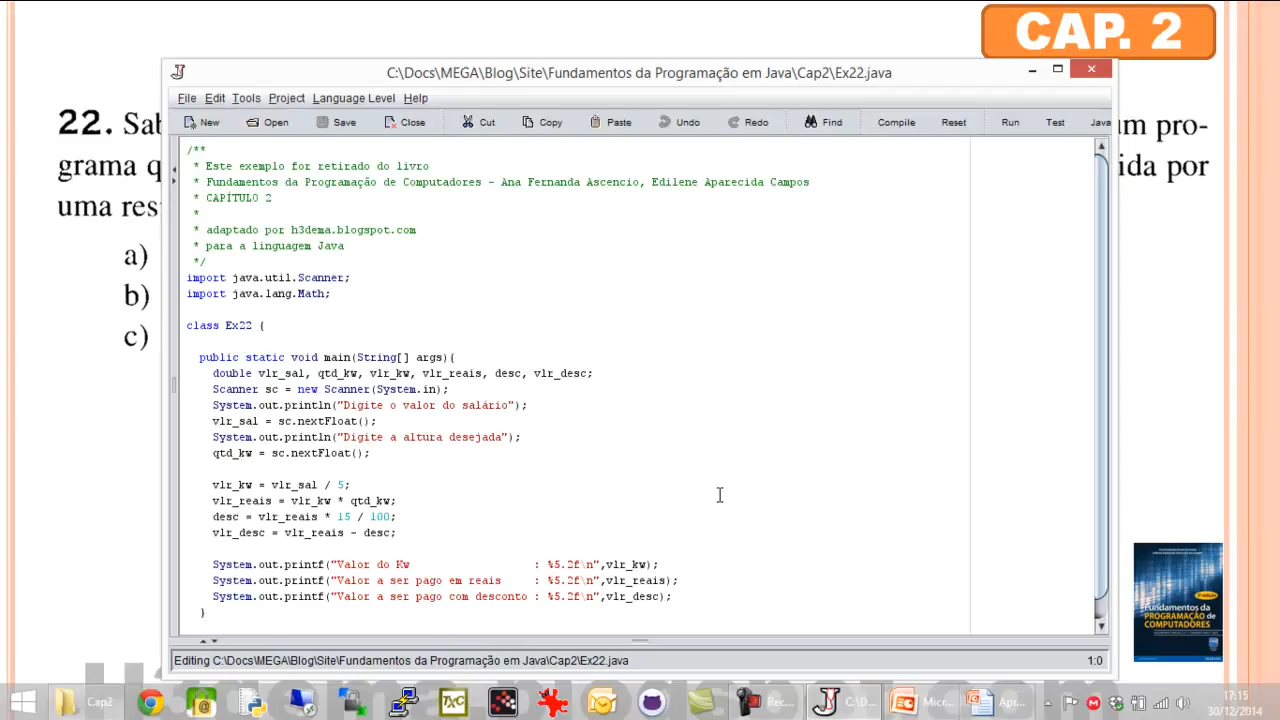 CAP. 2
C:\Docs\MEGA\Blog\Site\Fundamentos da Programação em Java\Cap2\Ex22.java
File Edit Tools Project Language Level Help
New Open Save Close Cut Copy Paste Undo Redo Find Compile Reset Run Test Java
22. Sab
um pro-
grama q
ida por
uma res
a)
b)
c)
/**
* Este exemplo for retirado do livro
* Fundamentos da Programação de Computadores - Ana Fernanda Ascencio, Edilene Aparecida Campos
* CAPÍTULO 2
*
* adaptado por h3dema.blogspot.com
* para a linguagem Java
*/
import java.util.Scanner;
import java.lang.Math;
class Ex22 {
public static void main(String[] args){
double vlr_sal, qtd_kw, vlr_kw, vlr_reais, desc, vlr_desc;
Scanner sc = new Scanner(System.in);
System.out.println("Digite o valor do salário");
vlr_sal = sc.nextFloat();
System.out.println("Digite a altura desejada");
qtd_kw = sc.nextFloat();
vlr_kw = vlr_sal / 5;
vlr_reais = vlr_kw * qtd_kw;
desc = vlr_reais * 15 / 100;
vlr_desc = vlr_reais - desc;
System.out.printf("Valor do Kw : %5.2f\n",vlr_kw);
System.out.printf("Valor a ser pago em reais : %5.2f\n",vlr_reais);
System.out.printf("Valor a ser pago com desconto : %5.2f\n",vlr_desc);
}
Editing C:\Docs\MEGA\Blog\Site\Fundamentos da Programação em Java\Cap2\Ex22.java
1:0
Fundamentos da
PROGRAMAÇÃO de
COMPUTADORES
Cap2
Rec...
C:\D...
Micr...
Apr...
17:15
30/12/2014